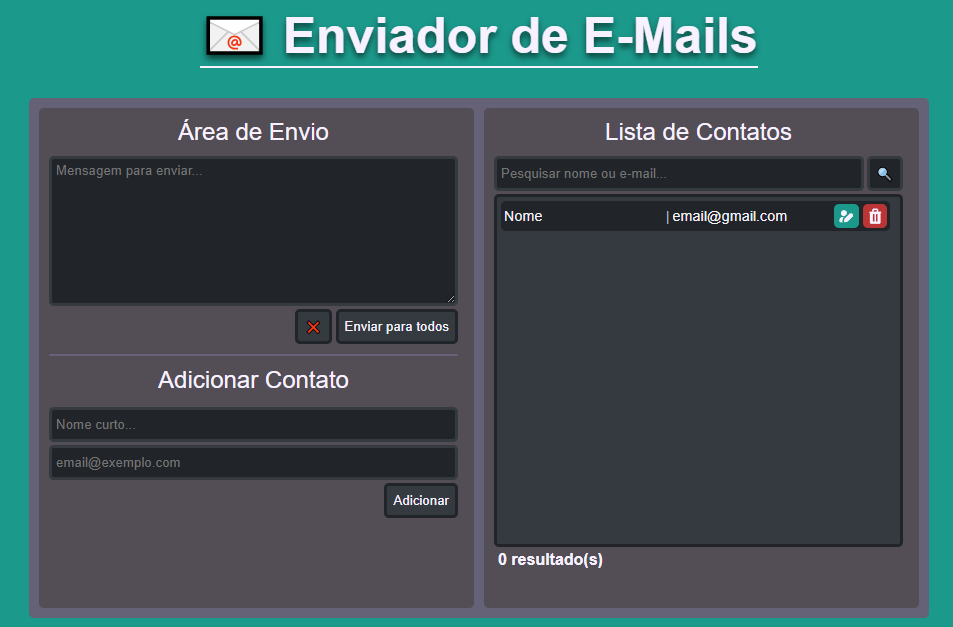 Enviador de E-Mails
Área de Envio
Mensagem para enviar...
Enviar para todos
Adicionar Contato
Nome curto...
email@exemplo.com
Adicionar
Lista de Contatos
Pesquisar nome ou e-mail...
Nome | email@gmail.com
0 resultado(s)